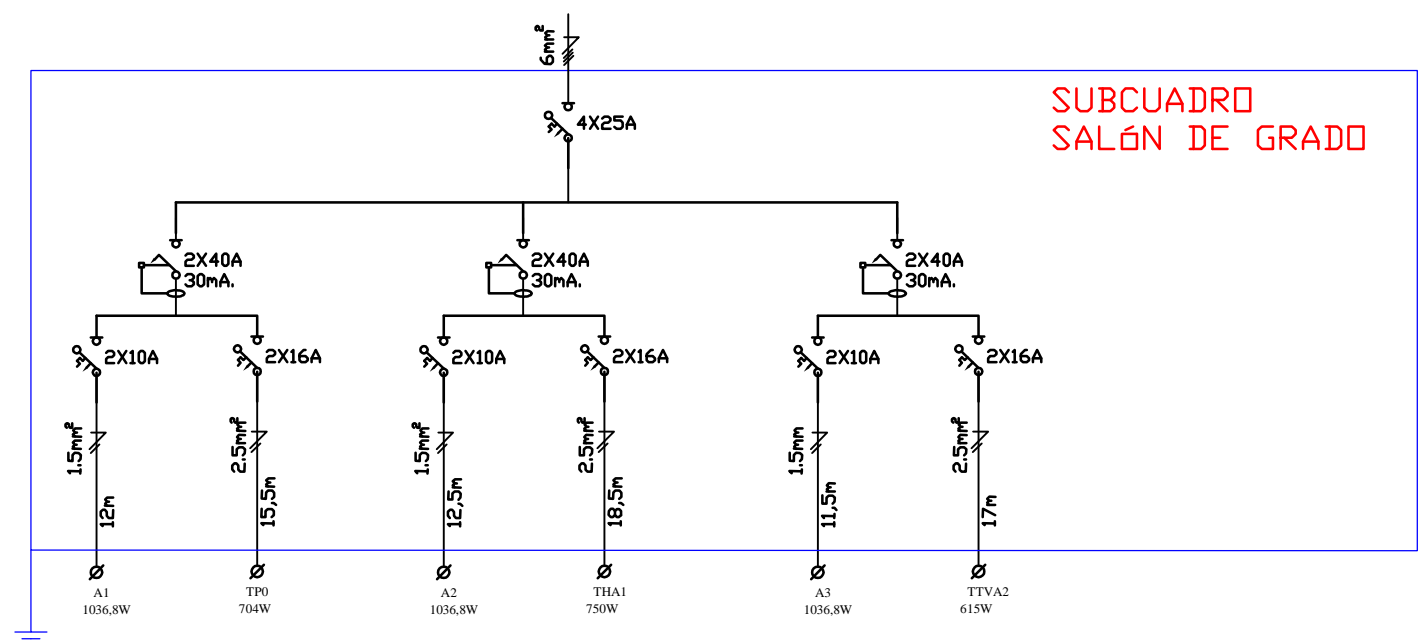 6mm²
SUBCUADRO
SALóN DE GRADO
4X25A
2X40A
30mA.
2X40A
30mA.
2X40A
30mA.
2X10A
2X16A
2X10A
2X16A
2X10A
2X16A
1.5mm²
2.5mm²
1.5mm²
2.5mm²
1.5mm
2.5mm²
12m
15,5m
12,5m
18,5m
11,5m
17m
A1
1036,8W
TP0
704W
A2
1036,8W
THA1
750W
A3
1036,8W
TTVA2
615W